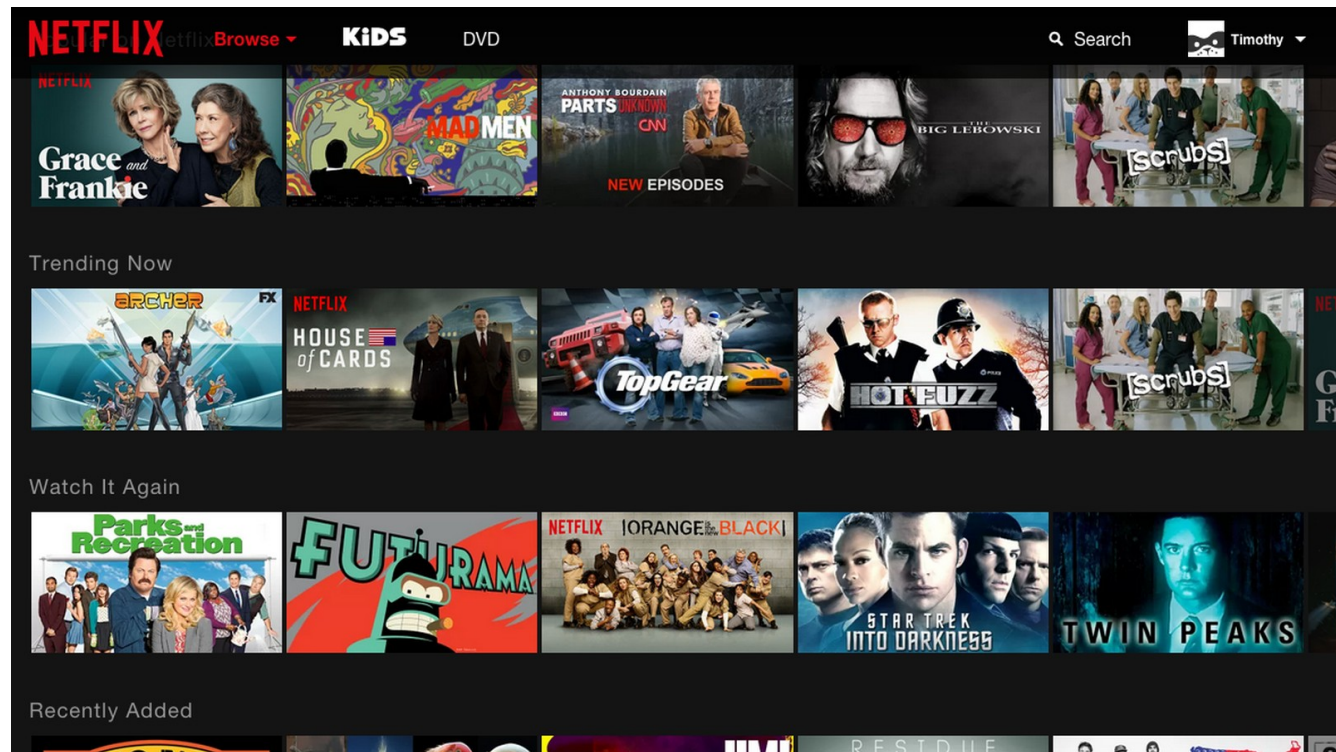 NETFLIX
Browse
KiDS
DVD
Search
Timothy
NETFLIX
Grace and
Frankie
MAD MEN
ANTHONY BOURDAIN
PARTS UNKNOWN
CNN
NEW EPISODES
THE
BIG LEBOWSKI
[scrubs]
Trending Now
ARCHER
FX
NETFLIX
HOUSE
of CARDS
TopGear
BBC
HOT FUZZ
POLICE
[scrubs]
NE
G
F
Watch It Again
Parks and
Recreation
FUTURAMA
NETFLIX
ORANGE IS THE NEW BLACK
STAR TREK
INTO DARKNESS
TWIN PEAKS
Recently Added
RESIDUE